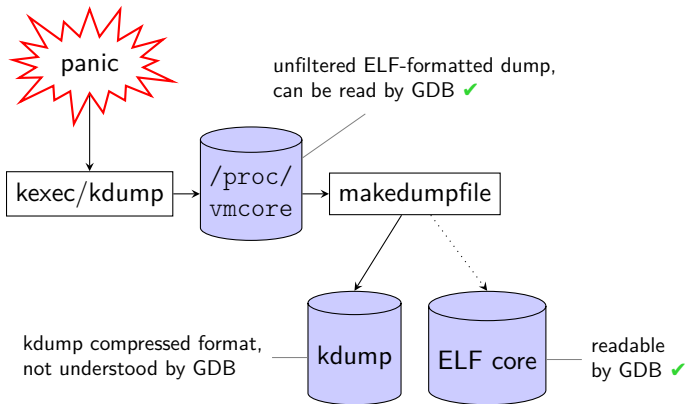 panic
unfiltered ELF-formatted dump,
can be read by GDB ✔
kexec/kdump
/proc/
vmcore
makedumpfile
kdump compressed format,
not understood by GDB
kdump
ELF core
readable
by GDB ✔